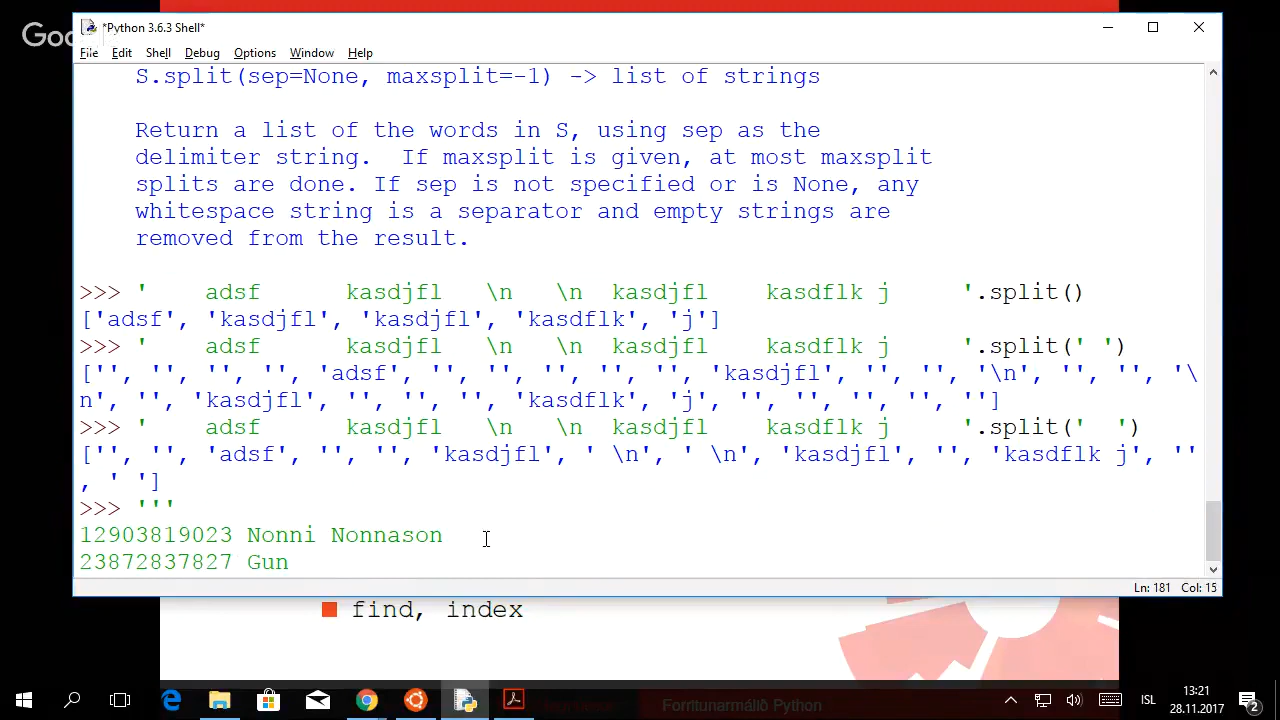 Goo
*Python 3.6.3 Shell*
File Edit Shell Debug Options Window Help
S.split(sep=None, maxsplit=-1) -> list of strings
Return a list of the words in S, using sep as the
delimiter string.  If maxsplit is given, at most maxsplit
splits are done. If sep is not specified or is None, any
whitespace string is a separator and empty strings are
removed from the result.
>>> '    adsf      kasdjfl   \n   \n  kasdjfl    kasdflk j     '.split()
['adsf', 'kasdjfl', 'kasdjfl', 'kasdflk', 'j']
>>> '    adsf      kasdjfl   \n   \n  kasdjfl    kasdflk j     '.split(' ')
['', '', '', '', 'adsf', '', '', '', '', '', 'kasdjfl', '', '', '\n', '', '', '\
n', '', 'kasdjfl', '', '', '', 'kasdflk', 'j', '', '', '', '', '']
>>> '    adsf      kasdjfl   \n   \n  kasdjfl    kasdflk j     '.split('  ')
['', '', 'adsf', '', '', 'kasdjfl', ' \n', ' \n', 'kasdjfl', '', 'kasdflk j', ''
, ' ']
>>> '''
12903819023 Nonni Nonnason
23872837827 Gun
Ln: 181 Col: 15
find, index
Forritunarmálið Python
ISL
13:21
28.11.2017
2